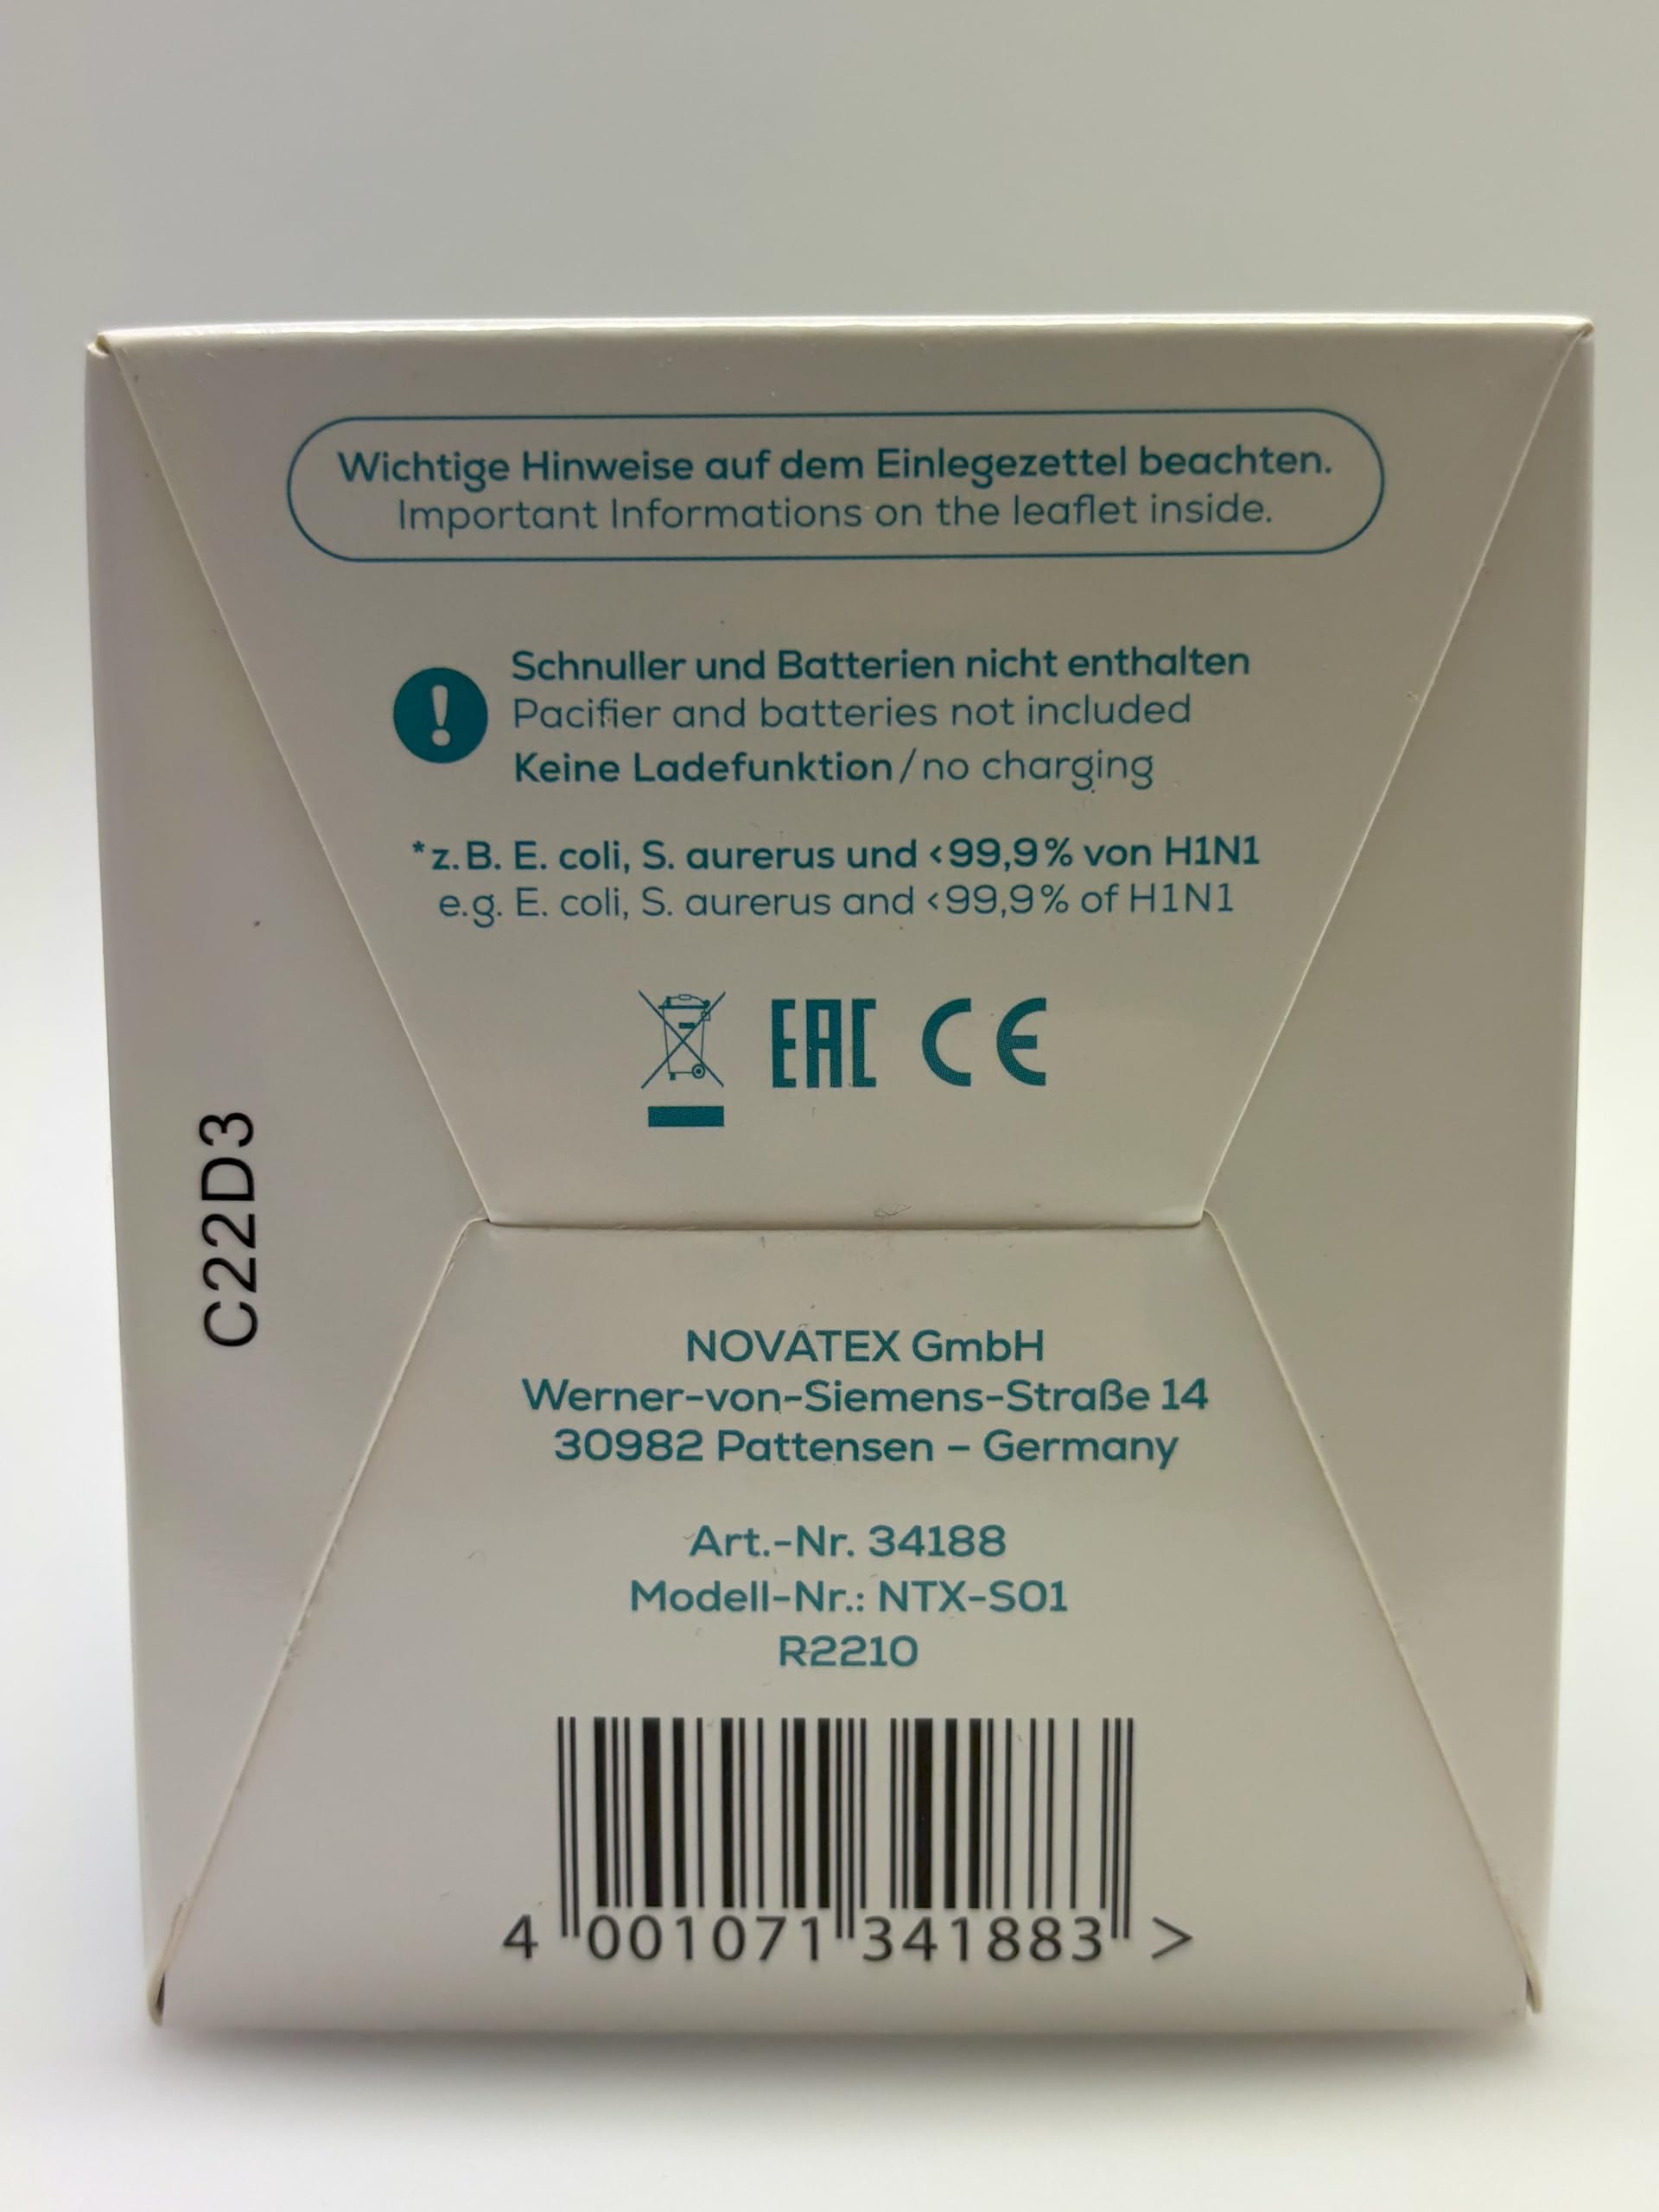 Wichtige Hinweise auf dem Einlegezettel beachten.
Important Informations on the leaflet inside.
!
Schnuller und Batterien nicht enthalten
Pacifier and batteries not included
Keine Ladefunktion/no charging
*z.B. E. coli, S. aurerus und <99,9% von H1N1
e.g. E. coli, S. aurerus and <99,9% of H1N1
EAC CE
C22D3
NOVATEX GmbH
Werner-von-Siemens-Straße 14
30982 Pattensen – Germany
Art.-Nr. 34188
Modell-Nr.: NTX-S01
R2210
4 001071 341883 >